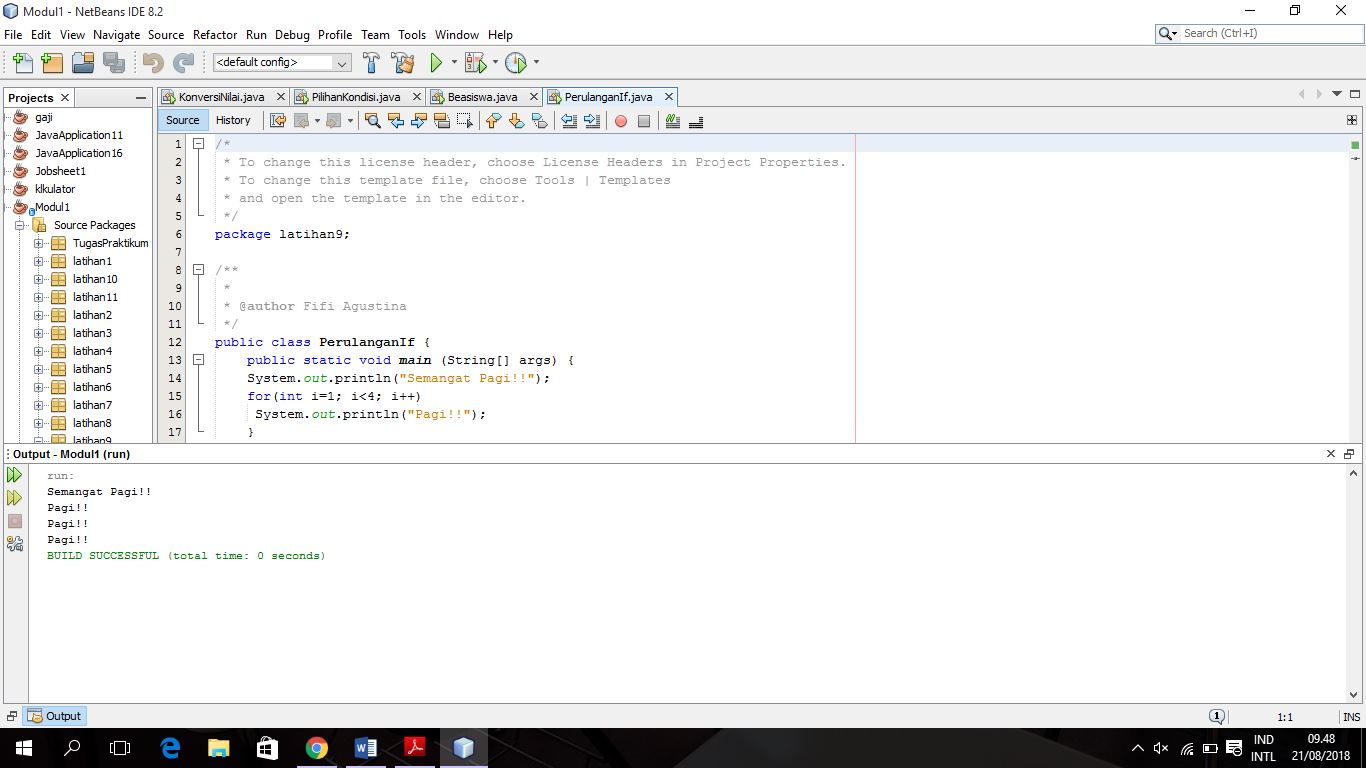 Modul1 - NetBeans IDE 8.2
File Edit View Navigate Source Refactor Run Debug Profile Team Tools Window Help
Search (Ctrl+I)
<default config>
Projects
gaji
JavaApplication11
JavaApplication16
Jobsheet1
klkulator
Modul1
Source Packages
TugasPraktikum
latihan1
latihan10
latihan11
latihan2
latihan3
latihan4
latihan5
latihan6
latihan7
latihan8
latihan9
KonversiNilai.java PilihanKondisi.java Beasiswa.java PerulanganIf.java
Source History
1 /*
2 * To change this license header, choose License Headers in Project Properties.
3 * To change this template file, choose Tools | Templates
4 * and open the template in the editor.
5 */
6 package latihan9;
7
8 /**
9 *
10 * @author Fifi Agustina
11 */
12 public class PerulanganIf {
13 public static void main (String[] args) {
14 System.out.println("Semangat Pagi!!");
15 for(int i=1; i<4; i++)
16 System.out.println("Pagi!!");
17 }
Output - Modul1 (run)
run:
Semangat Pagi!!
Pagi!!
Pagi!!
Pagi!!
BUILD SUCCESSFUL (total time: 0 seconds)
Output
1
1:1
INS
IND
INTL
09.48
21/08/2018